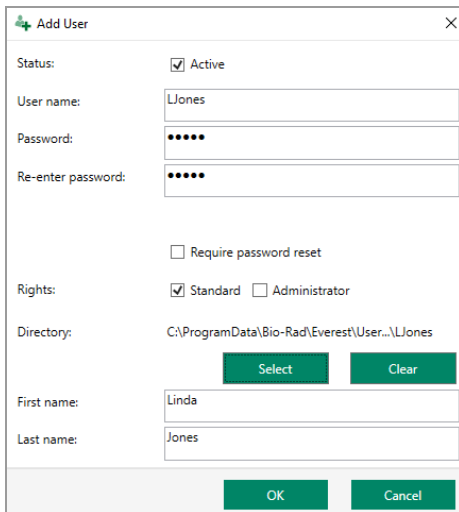 Add User
Status: Active
User name: LJones
Password: •••••
Re-enter password: •••••
Require password reset
Rights: Standard Administrator
Directory: C:\ProgramData\Bio-Rad\Everest\User...\LJones
Select Clear
First name: Linda
Last name: Jones
OK Cancel